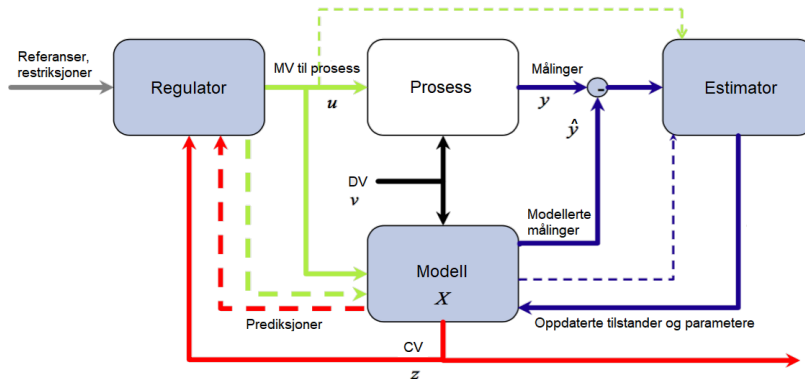 Referanser,
restriksjoner
Regulator
MV til prosess
u
Prosess
Målinger
y
-
ŷ
Estimator
DV
v
Modellerte
målinger
Modell
X
Prediksjoner
Oppdaterte tilstander og parametere
CV
z